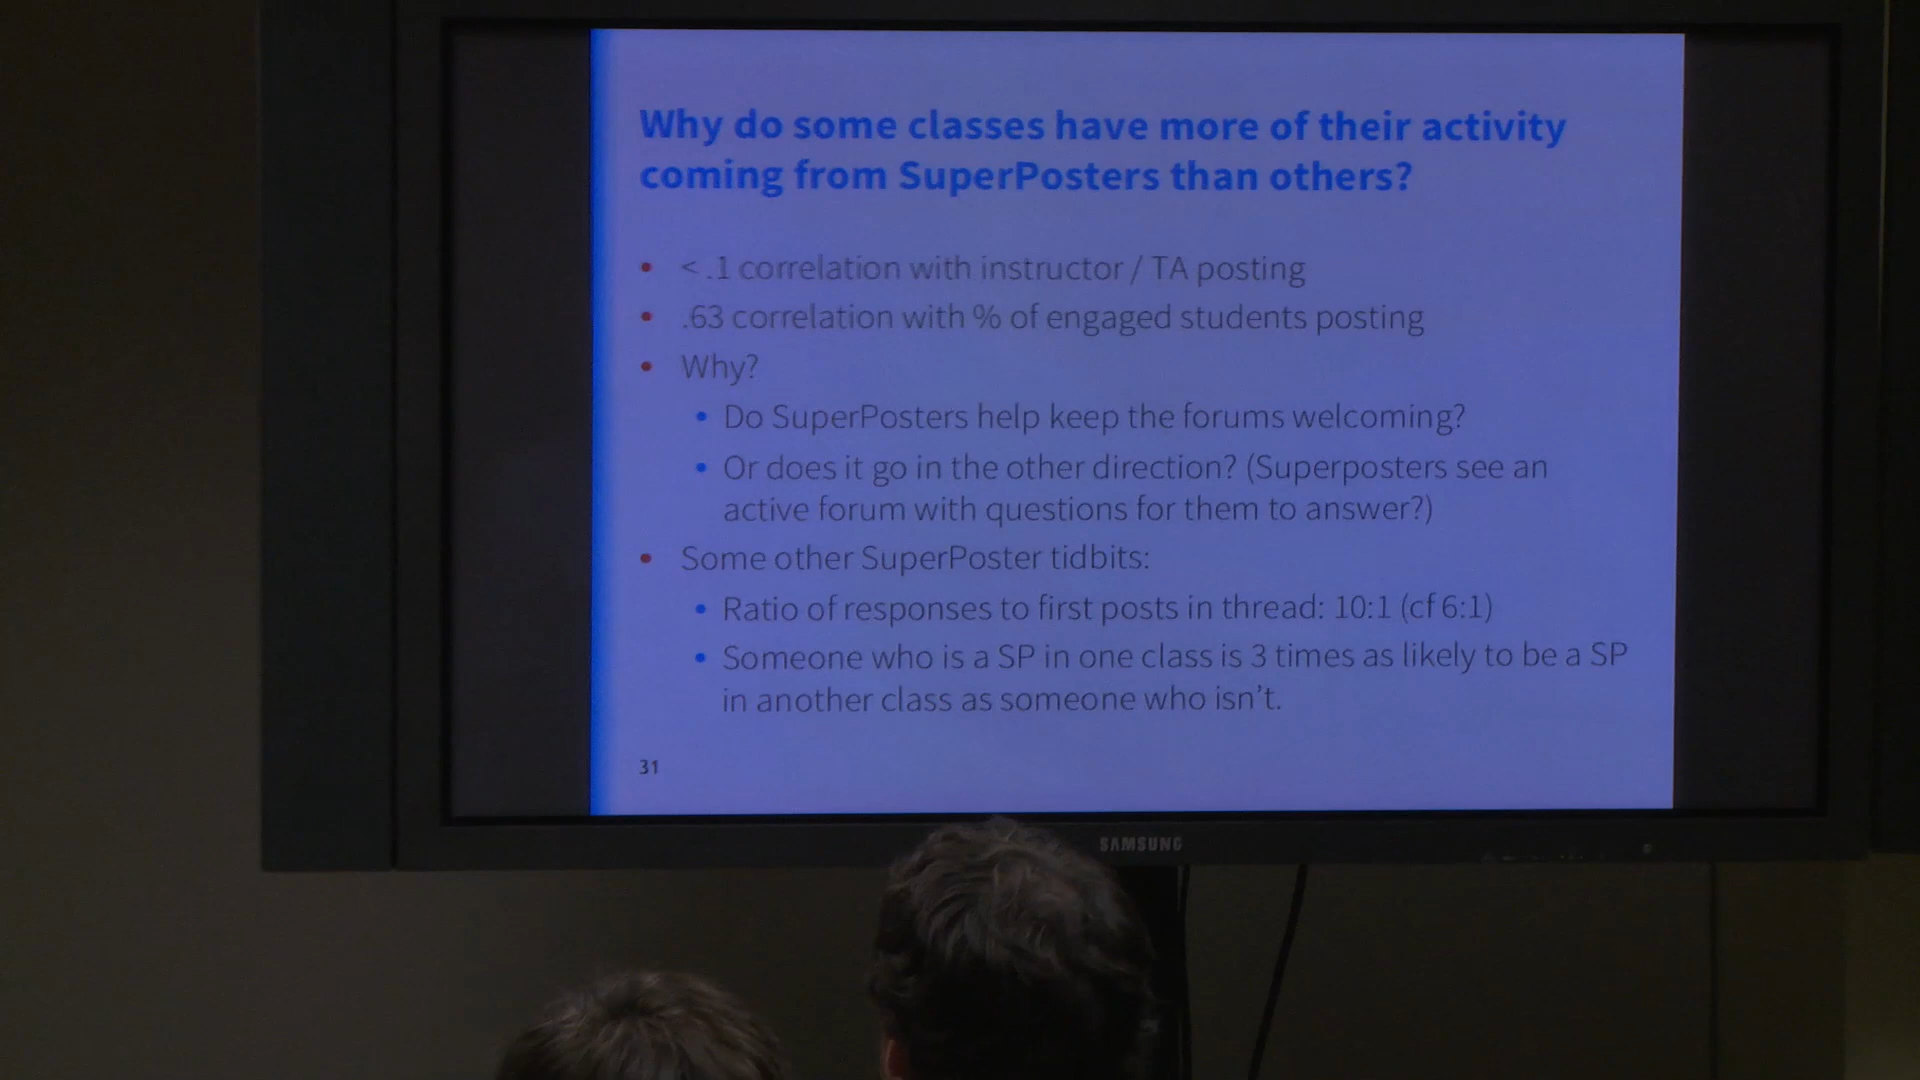 Why do some classes have more of their activity
coming from SuperPosters than others?
• < .1 correlation with instructor / TA posting
• .63 correlation with % of engaged students posting
• Why?
• Do SuperPosters help keep the forums welcoming?
• Or does it go in the other direction? (Superposters see an
active forum with questions for them to answer?)
• Some other SuperPoster tidbits:
• Ratio of responses to first posts in thread: 10:1 (cf 6:1)
• Someone who is a SP in one class is 3 times as likely to be a SP
in another class as someone who isn't.
31
SAMSUNG